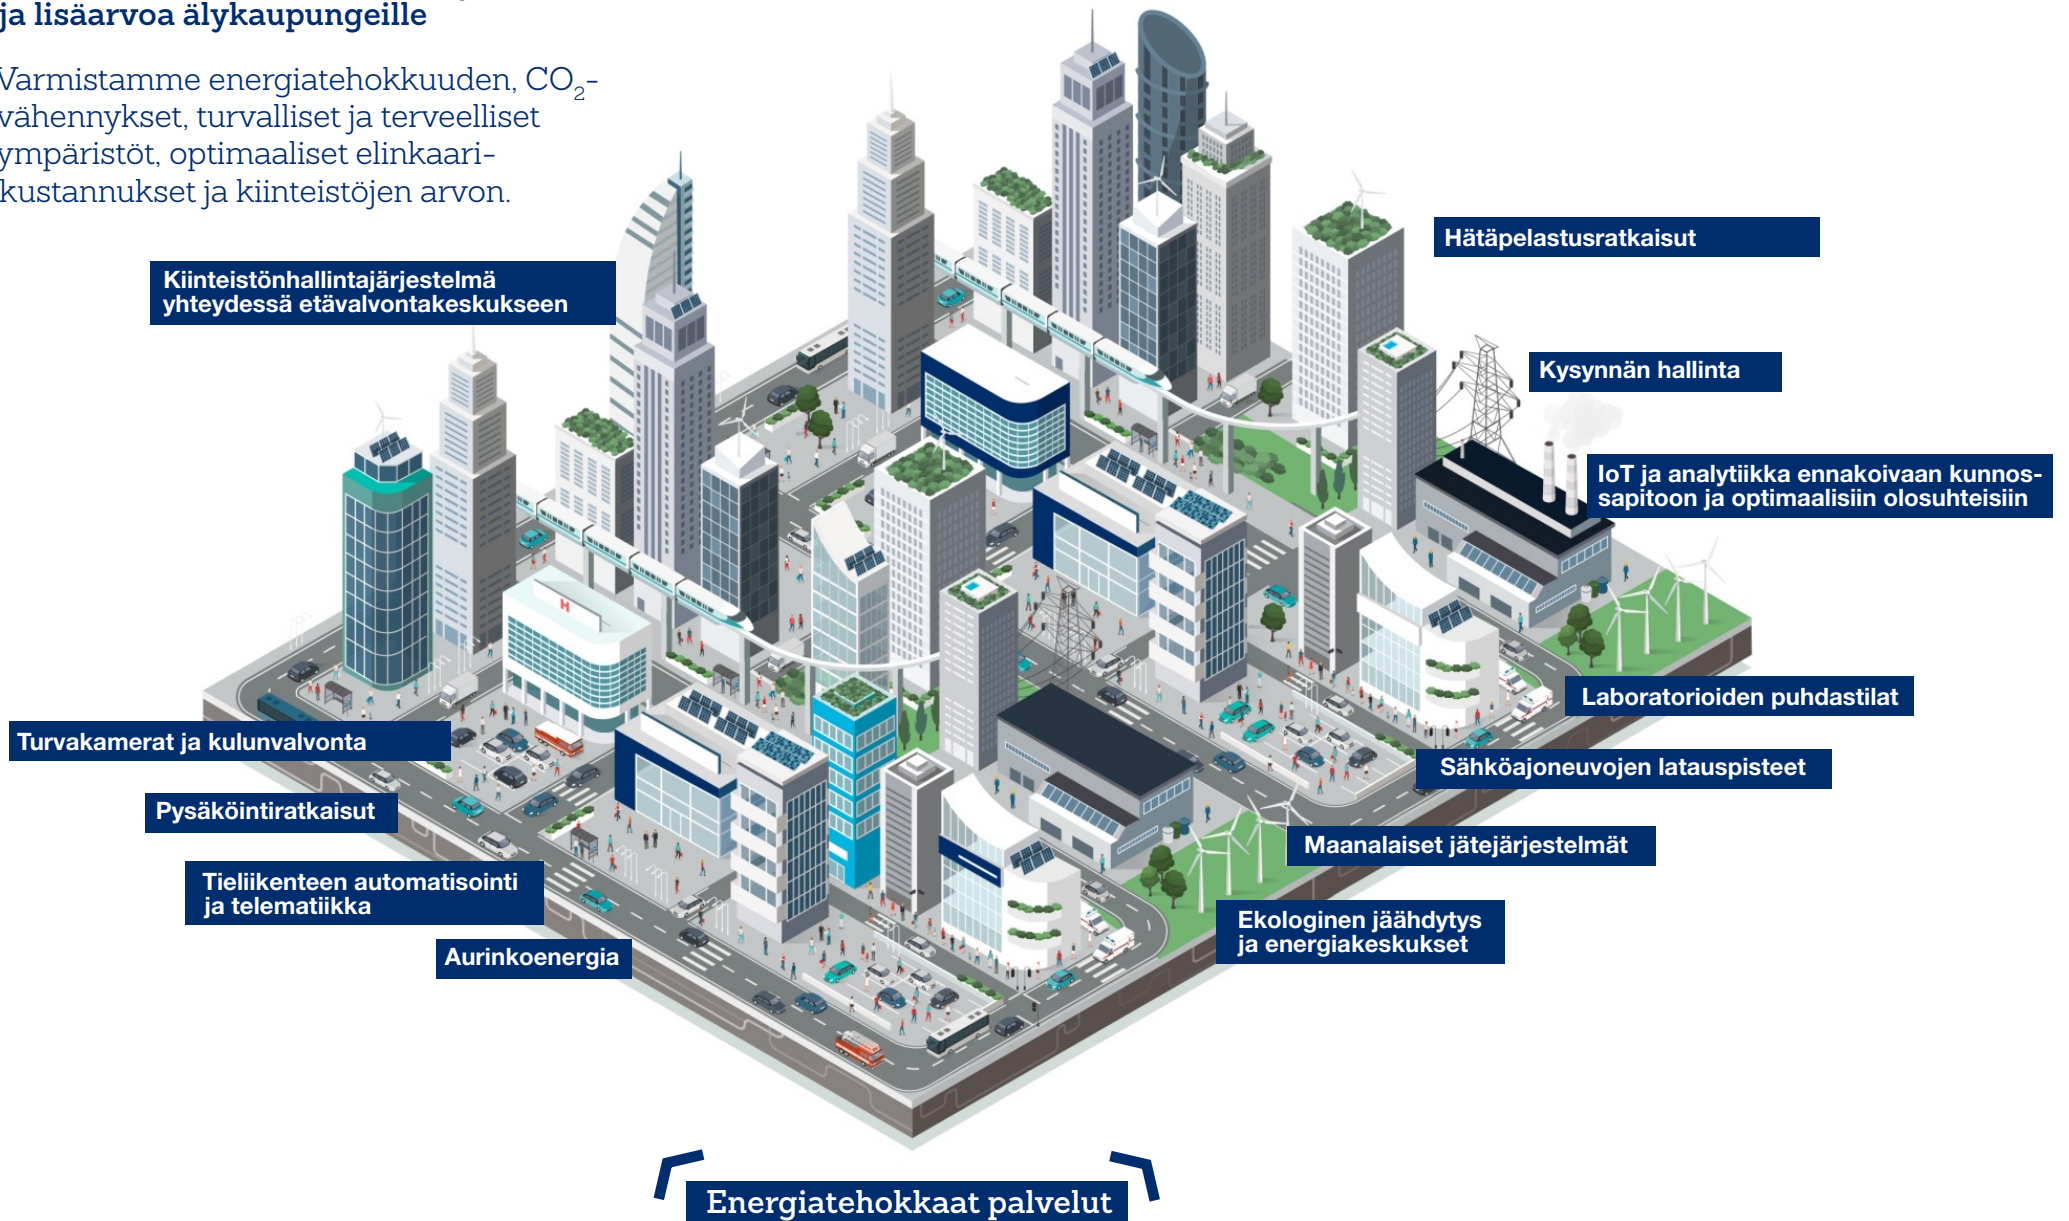 ja lisäarvoa älykaupungeille
Varmistamme energiatehokkuuden, CO₂-
vähennykset, turvalliset ja terveelliset
ympäristöt, optimaaliset elinkaari-
kustannukset ja kiinteistöjen arvon.
Hätäpelastusratkaisut
Kiinteistönhallintajärjestelmä
yhteydessä etävalvontakeskukseen
Kysynnän hallinta
IoT ja analytiikka ennakoivaan kunnos-
sapitoon ja optimaalisiin olosuhteisiin
H
Laboratorioiden puhdastilat
Turvakamerat ja kulunvalvonta
Sähköajoneuvojen latauspisteet
Pysäköintiratkaisut
Maanalaiset jätejärjestelmät
Tieliikenteen automatisointi
ja telematiikka
Ekologinen jäähdytys
ja energiakeskukset
Aurinkoenergia
Energiatehokkaat palvelut